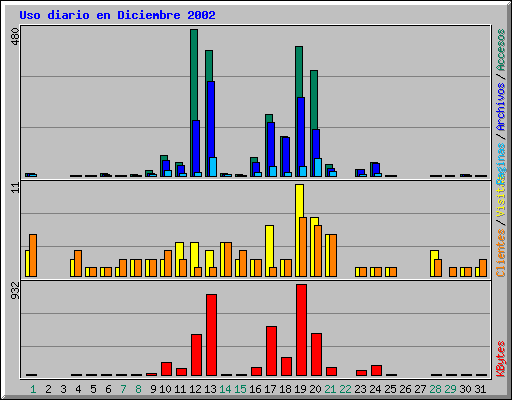 Uso diario en Diciembre 2002
480
11
932
Clientes / Visitas
Paginas / Archivos / Accesos
KBytes
1 2 3 4 5 6 7 8 9 10 11 12 13 14 15 16 17 18 19 20 21 22 23 24 25 26 27 28 29 30 31